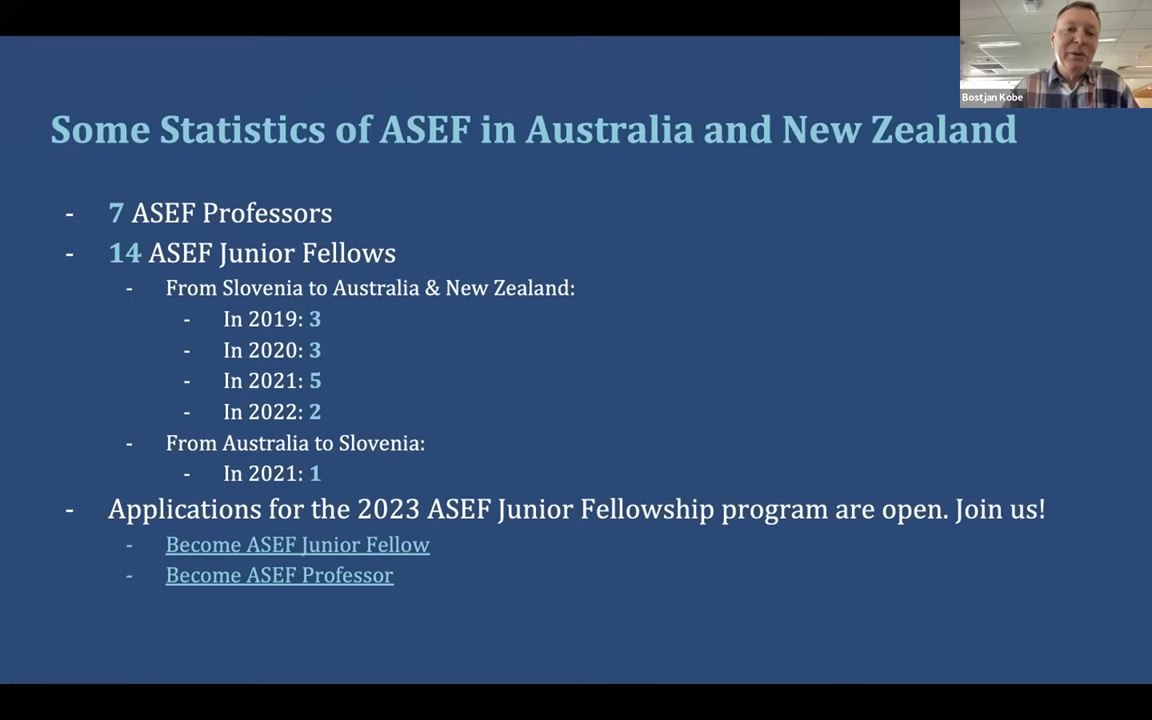 Bostjan Kobe
Some Statistics of ASEF in Australia and New Zealand
- 7 ASEF Professors
- 14 ASEF Junior Fellows
- From Slovenia to Australia & New Zealand:
- In 2019: 3
- In 2020: 3
- In 2021: 5
- In 2022: 2
- From Australia to Slovenia:
- In 2021: 1
- Applications for the 2023 ASEF Junior Fellowship program are open. Join us!
- Become ASEF Junior Fellow
- Become ASEF Professor